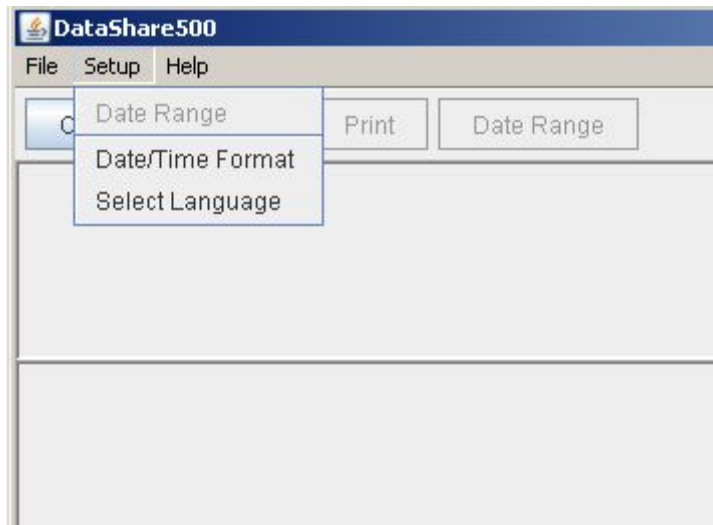 DataShare500
File Setup Help
Date Range
Print Date Range
Date/Time Format
Select Language